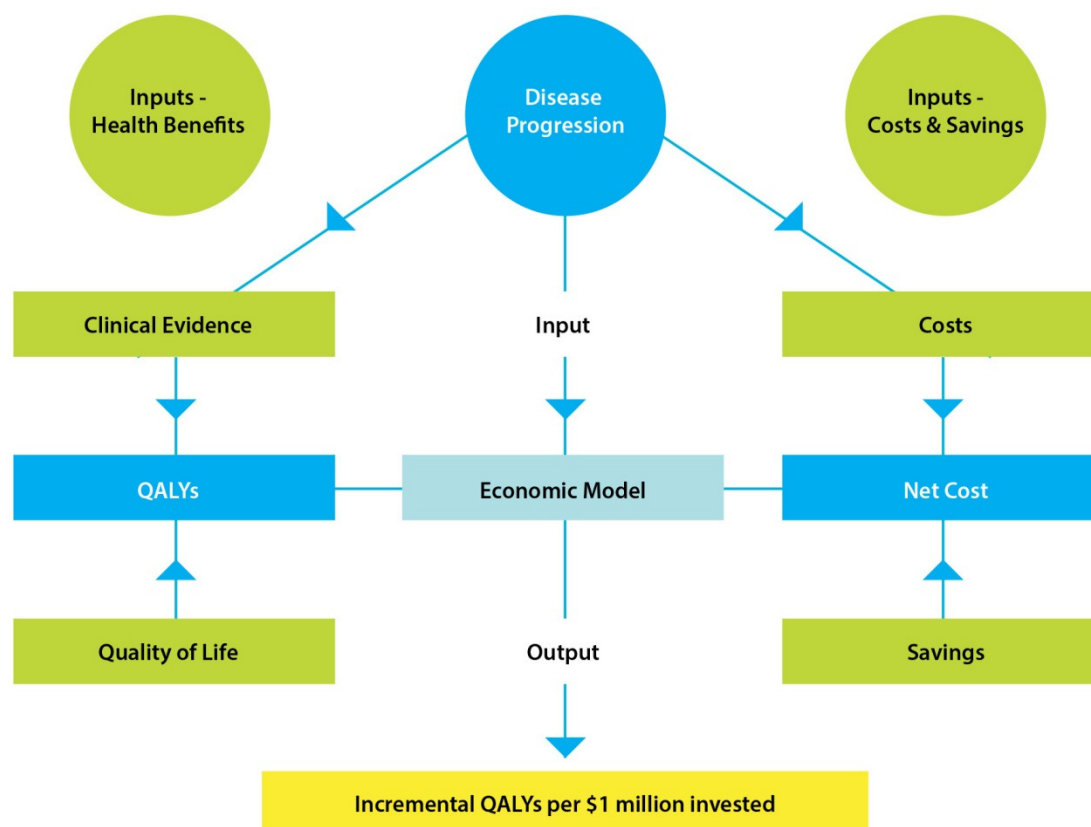 Inputs -
Health Benefits
Disease
Progression
Inputs -
Costs & Savings
Clinical Evidence
Input
Costs
QALYs
Economic Model
Net Cost
Quality of Life
Output
Savings
Incremental QALYs per $1 million invested